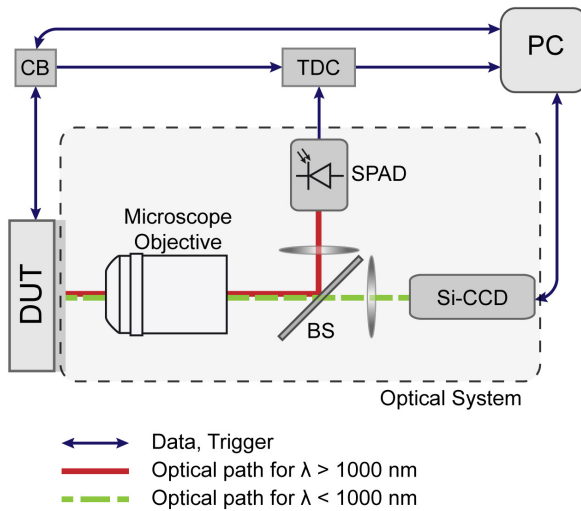 PC
CB
TDC
SPAD
Microscope
Objective
DUT
Si-CCD
BS
Optical System
Data, Trigger
Optical path for λ > 1000 nm
Optical path for λ < 1000 nm